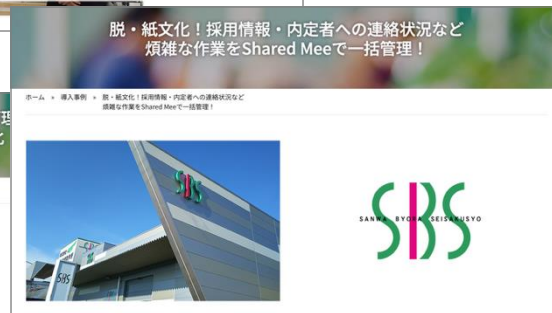 脱・紙文化！採用情報・内定者への連絡状況など
煩雑な作業をShared Meeで一括管理！
ホーム » 導入事例 » 脱・紙文化！採用情報・内定者への連絡状況など
煩雑な作業をShared Meeで一括管理！
理
SBS
SBS
SBS
SANWA BYORA SEISAKUSYO